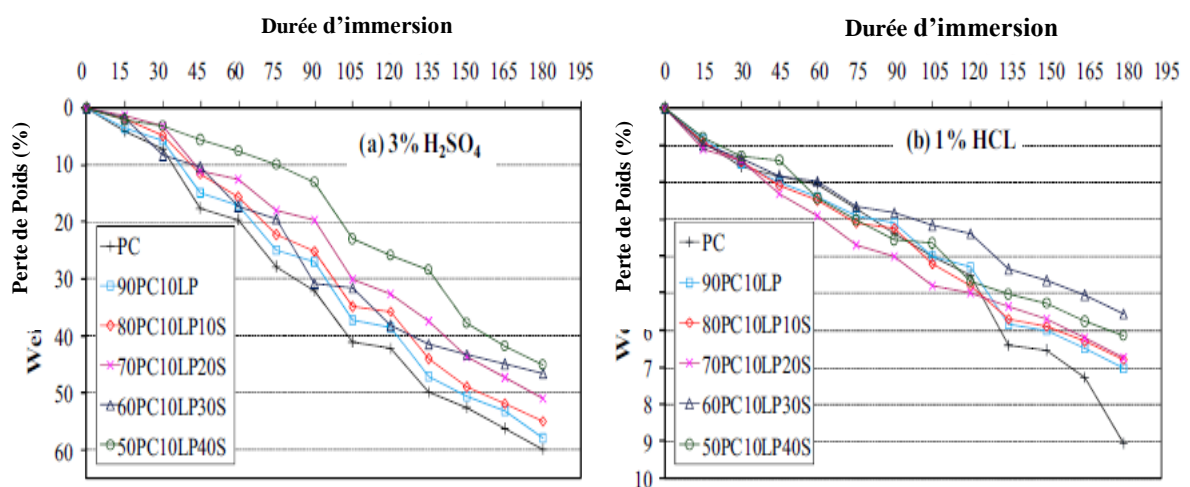 Durée d'immersion
0 15 30 45 60 75 90 105 120 135 150 165 180 195
Perte de Poids (%)
0
10
20
30
40
50
60
(a) 3% H₂SO₄
PC
90PC10LP
80PC10LP10S
70PC10LP20S
60PC10LP30S
50PC10LP40S
Durée d'immersion
0 15 30 45 60 75 90 105 120 135 150 165 180 195
Perte de Poids (%)
6
7
8
9
10
(b) 1% HCL
PC
90PC10LP
80PC10LP10S
70PC10LP20S
60PC10LP30S
50PC10LP40S